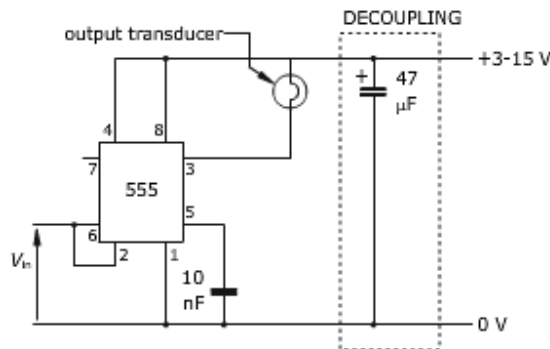 DECOUPLING
output transducer
+3-15 V
+
47
µF
4
8
7
3
555
5
6
2
1
Vin
10
nF
0 V